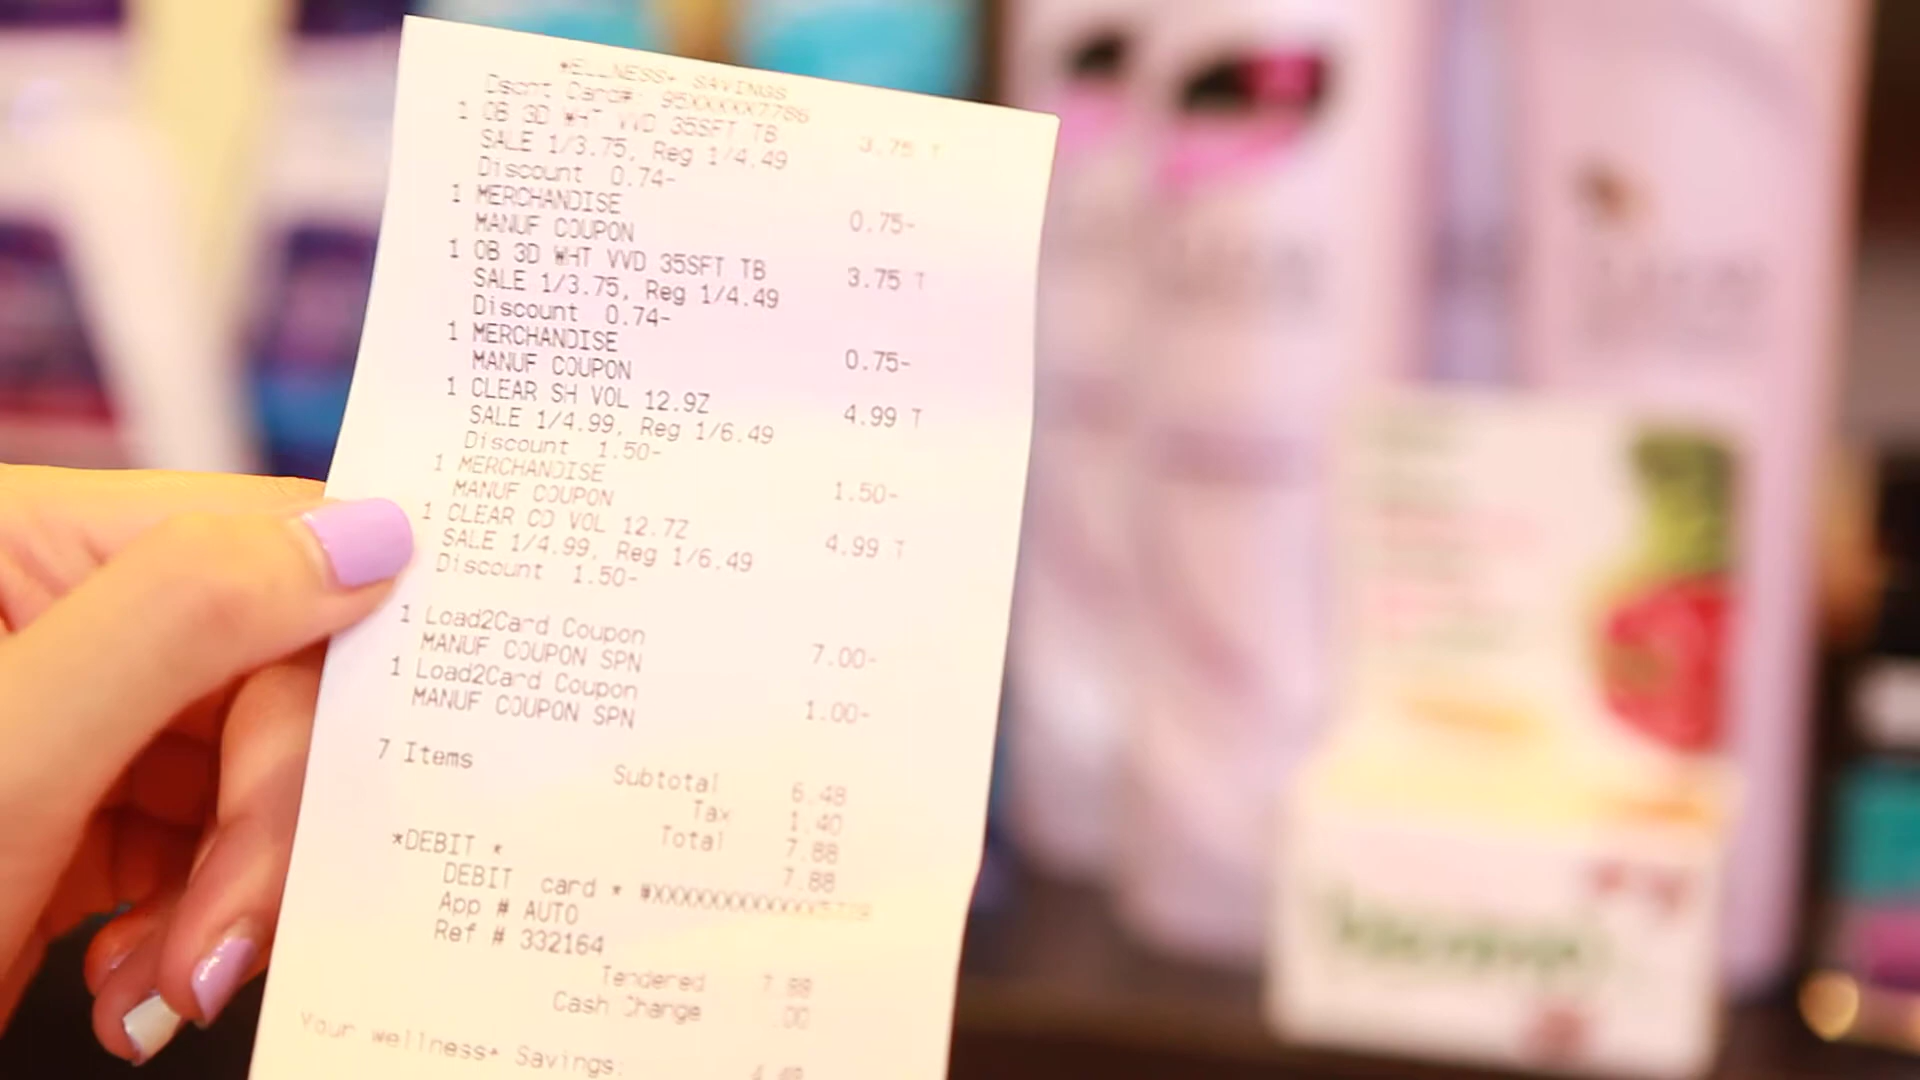 *ELLNESS+ SAVINGS
Dscnt Card#: 95XXXXX7786
1 OB 3D WHT VVD 35SFT TB 3.75 T
SALE 1/3.75, Reg 1/4.49
Discount 0.74-
1 MERCHANDISE 0.75-
MANUF COUPON
1 OB 3D WHT VVD 35SFT TB 3.75 T
SALE 1/3.75, Reg 1/4.49
Discount 0.74-
1 MERCHANDISE 0.75-
MANUF COUPON
1 CLEAR SH VOL 12.9Z 4.99 T
SALE 1/4.99, Reg 1/6.49
Discount 1.50-
1 MERCHANDISE 1.50-
MANUF COUPON
1 CLEAR CD VOL 12.7Z 4.99 T
SALE 1/4.99, Reg 1/6.49
Discount 1.50-
1 Load2Card Coupon 7.00-
MANUF COUPON SPN
1 Load2Card Coupon 1.00-
MANUF COUPON SPN
7 Items
Subtotal 6.48
Tax 1.40
Total 7.88
*DEBIT * 7.88
DEBIT card *
App # AUTO
Ref # 332164
Tendered 7.88
Cash Change .00
Your wellness+ Savings: 4.48